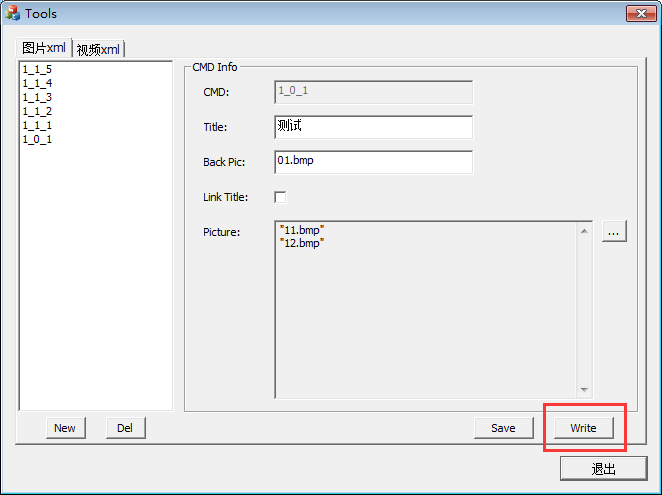 Tools
图片xml 视频xml
1_1_5
1_1_4
1_1_3
1_1_2
1_1_1
1_0_1
CMD Info
CMD: 1_0_1
Title: 测试
Back Pic: 01.bmp
Link Title:
Picture: "11.bmp"
"12.bmp"
...
New Del Save Write
退出